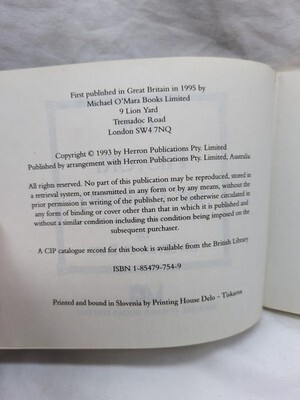 First published in Great Britain in 1995 by
Michael O'Mara Books Limited
9 Lion Yard
Tremadoc Road
London SW4 7NQ
Copyright © 1993 by Herron Publications Pty. Limited
Published by arrangement with Herron Publications Pty. Limited, Australia
All rights reserved. No part of this publication may be reproduced, stored in
a retrieval system, or transmitted in any form or by any means, without the
prior permission in writing of the publisher, nor be otherwise circulated in
any form of binding or cover other than that in which it is published and
without a similar condition including this condition being imposed on the
subsequent purchaser.
A CIP catalogue record for this book is available from the British Library
ISBN 1-85479-754-9
Printed and bound in Slovenia by Printing House Delo – Tiskarna